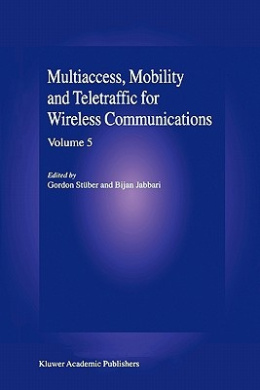 Multiaccess, Mobility
and Teletraffic for
Wireless Communications
Volume 5
Edited by
Gordon Stüber and Bijan Jabbari
Kluwer Academic Publishers